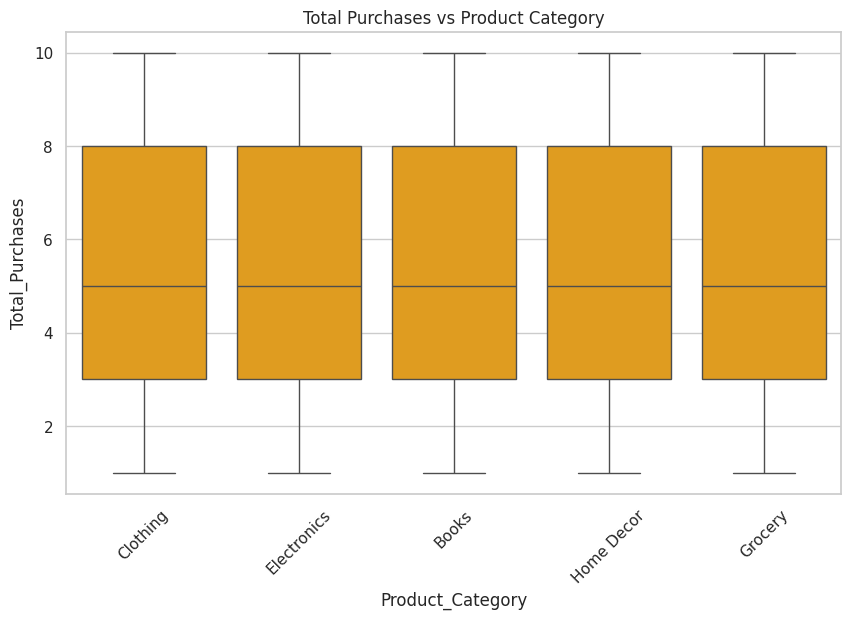 Total Purchases vs Product Category
10
8
6
4
2
Total_Purchases
Clothing
Electronics
Books
Home Decor
Grocery
Product_Category